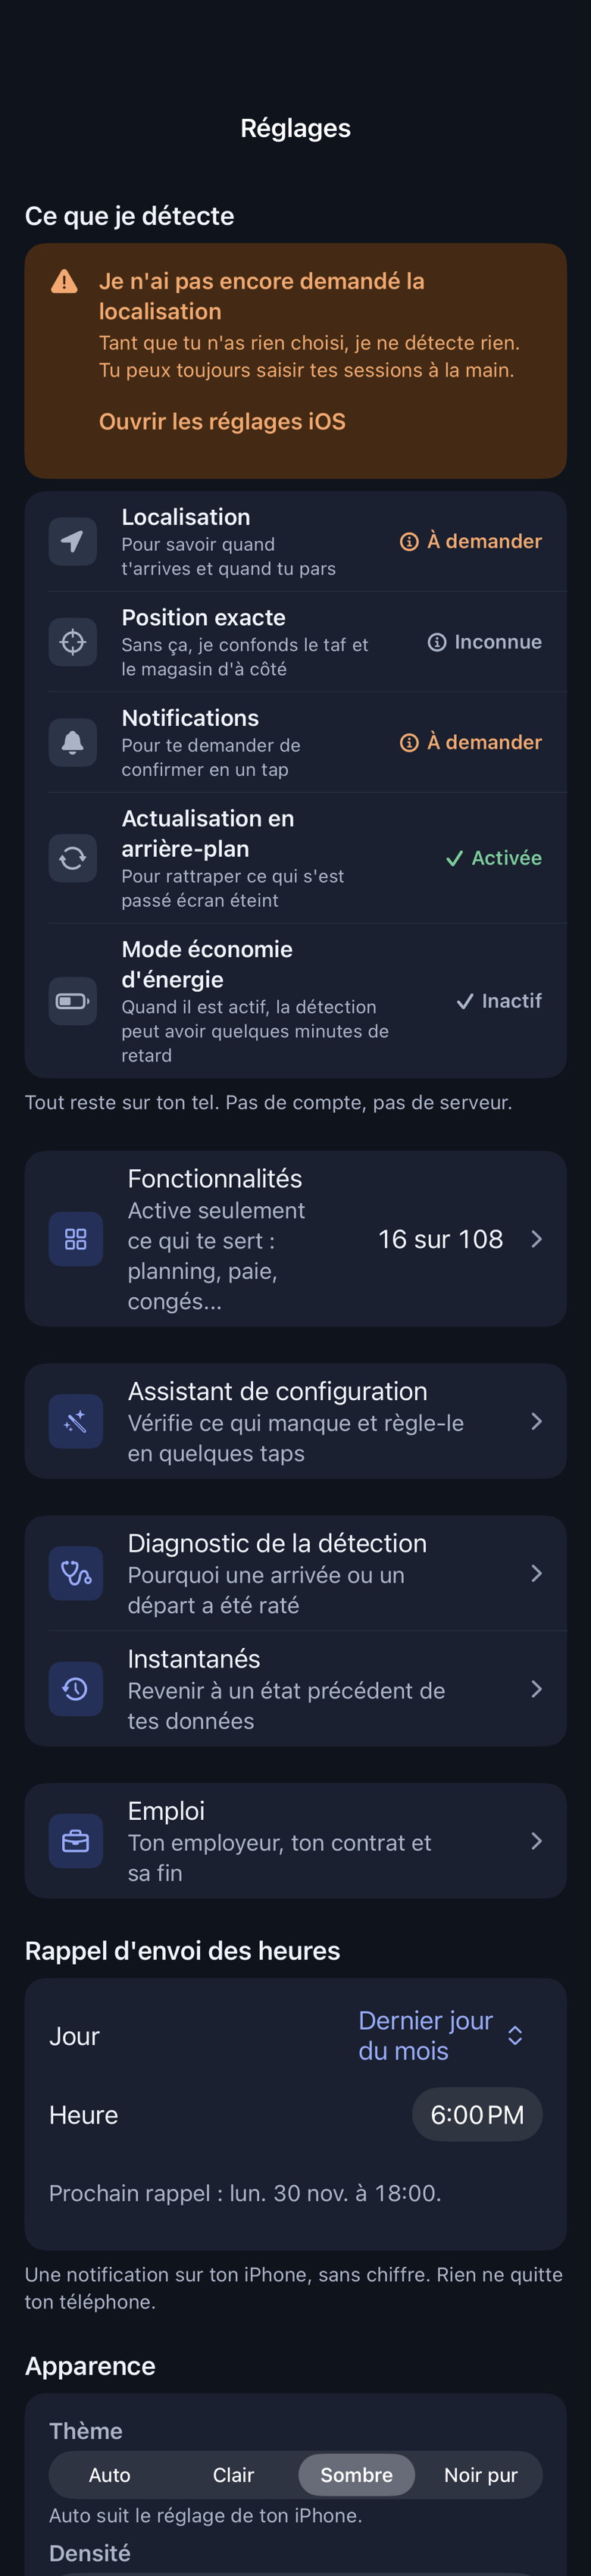 Réglages
Ce que je détecte
Je n'ai pas encore demandé la
localisation
Tant que tu n'as rien choisi, je ne détecte rien.
Tu peux toujours saisir tes sessions à la main.
Ouvrir les réglages iOS
Localisation
Pour savoir quand
t'arrives et quand tu pars
À demander
Position exacte
Sans ça, je confonds le taf et
le magasin d'à côté
Inconnue
Notifications
Pour te demander de
confirmer en un tap
À demander
Actualisation en
arrière-plan
Pour rattraper ce qui s'est
passé écran éteint
Activée
Mode économie
d'énergie
Quand il est actif, la détection
peut avoir quelques minutes de
retard
Inactif
Tout reste sur ton tel. Pas de compte, pas de serveur.
Fonctionnalités
Active seulement
ce qui te sert :
planning, paie,
congés...
16 sur 108
Assistant de configuration
Vérifie ce qui manque et règle-le
en quelques taps
Diagnostic de la détection
Pourquoi une arrivée ou un
départ a été raté
Instantanés
Revenir à un état précédent de
tes données
Emploi
Ton employeur, ton contrat et
sa fin
Rappel d'envoi des heures
Jour
Dernier jour
du mois
Heure
6:00 PM
Prochain rappel : lun. 30 nov. à 18:00.
Une notification sur ton iPhone, sans chiffre. Rien ne quitte
ton téléphone.
Apparence
Thème
Auto
Clair
Sombre
Noir pur
Auto suit le réglage de ton iPhone.
Densité